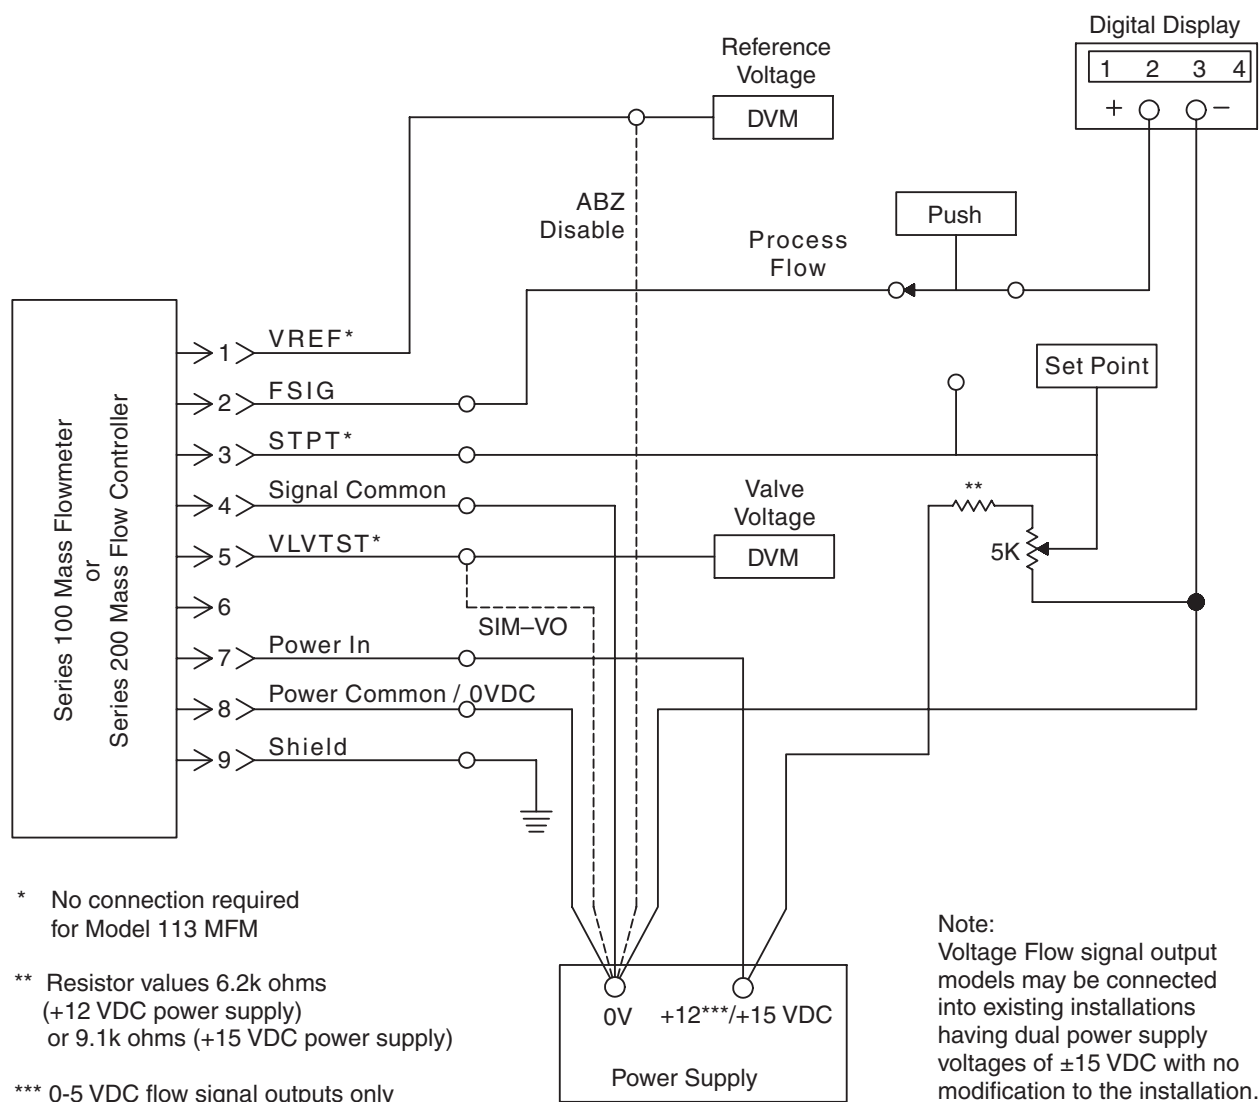 Digital Display
1 2 3 4
+ −
Reference
Voltage
DVM
ABZ
Disable
Push
Process
Flow
Set Point
Series 100 Mass Flowmeter
or
Series 200 Mass Flow Controller
1 VREF*
2 FSIG
3 STPT*
4 Signal Common
5 VLVTST*
6
7 Power In
8 Power Common / 0VDC
9 Shield
SIM–VO
Valve
Voltage
DVM
**
5K
* No connection required
for Model 113 MFM
** Resistor values 6.2k ohms
(+12 VDC power supply)
or 9.1k ohms (+15 VDC power supply)
*** 0-5 VDC flow signal outputs only
0V +12***/+15 VDC
Power Supply
Note:
Voltage Flow signal output
models may be connected
into existing installations
having dual power supply
voltages of ±15 VDC with no
modification to the installation.